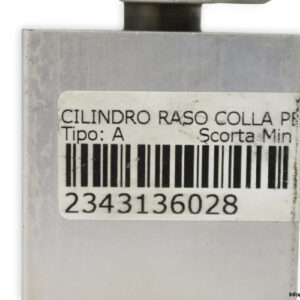 CILINDRO RASO COLLA
Tipo: A Scorta Min
2343136028